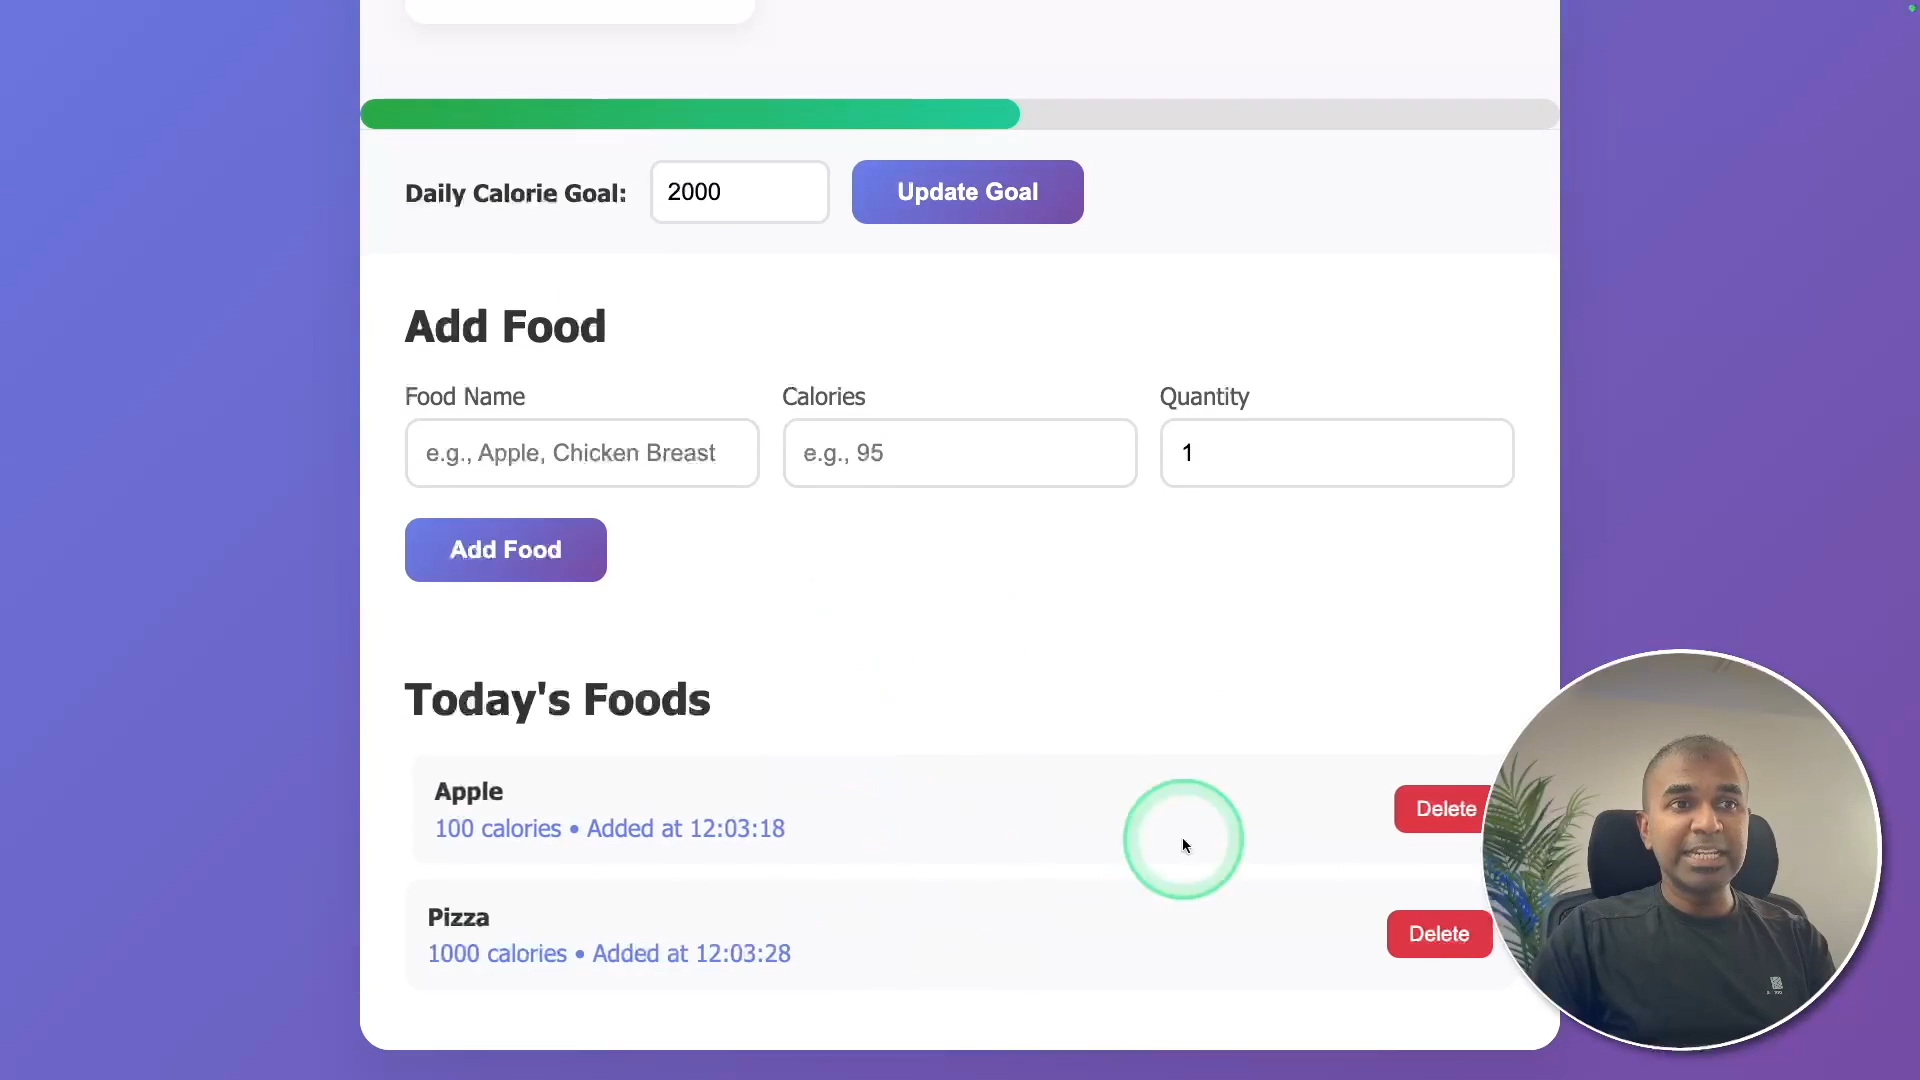 Daily Calorie Goal: 2000 Update Goal
Add Food
Food Name Calories Quantity
e.g., Apple, Chicken Breast e.g., 95 1
Add Food
Today's Foods
Apple
100 calories • Added at 12:03:18
Delete
Pizza
1000 calories • Added at 12:03:28
Delete